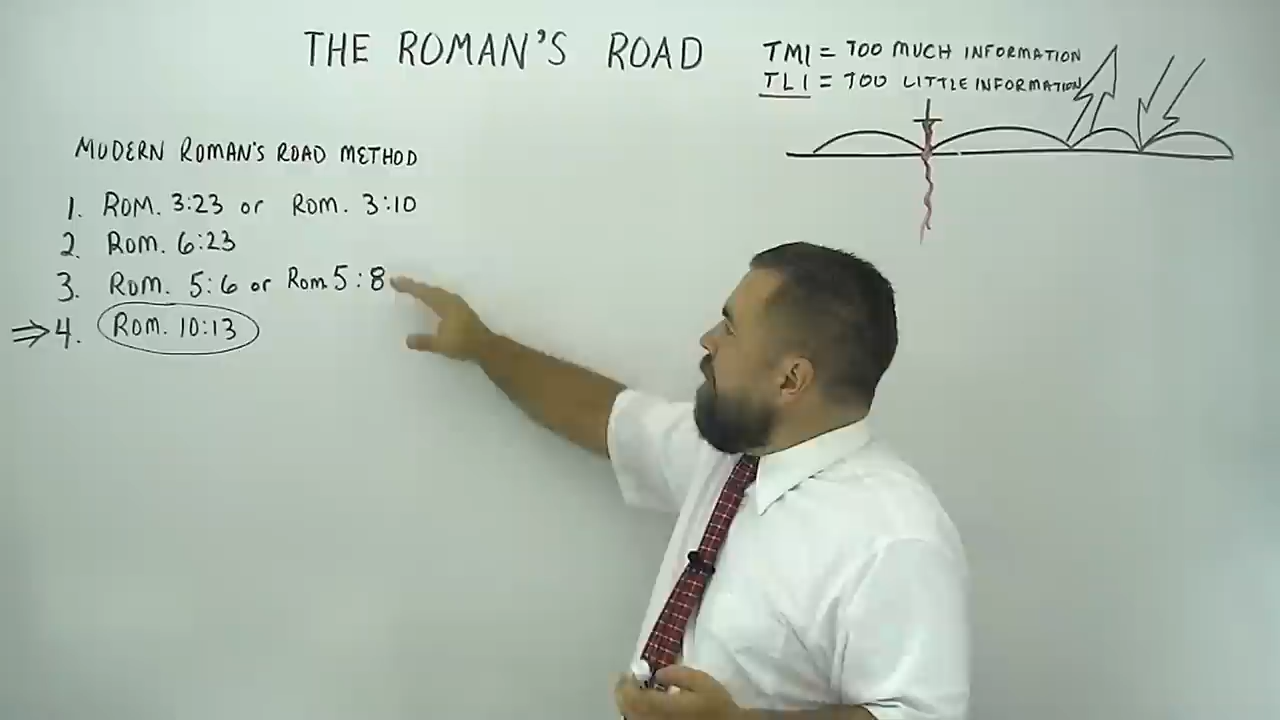 THE ROMAN'S ROAD
TMI = TOO MUCH INFORMATION
TLI = TOO LITTLE INFORMATION
MODERN ROMAN'S ROAD METHOD
1. ROM. 3:23 or Rom. 3:10
2. Rom. 6:23
3. Rom. 5:6 or Rom 5:8
⇒ 4. Rom. 10:13